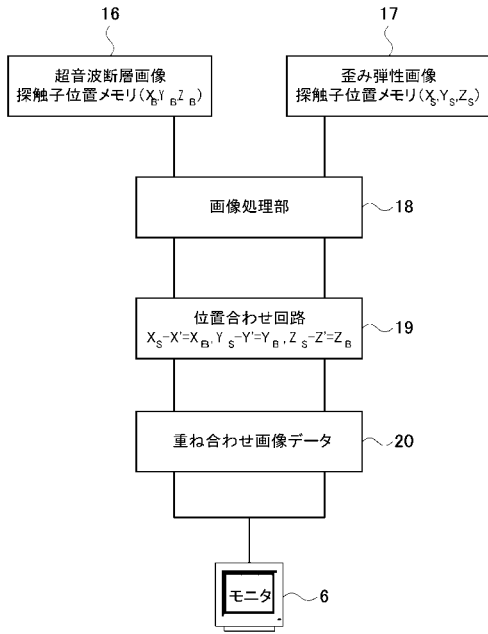 16
17
超音波断層画像
探触子位置メモリ(XB,YB,ZB)
歪み弾性画像
探触子位置メモリ(XS,YS,ZS)
画像処理部
18
位置合わせ回路
XS-X'=XB,YS-Y'=YB,ZS-Z'=ZB
19
重ね合わせ画像データ
20
モニタ
6